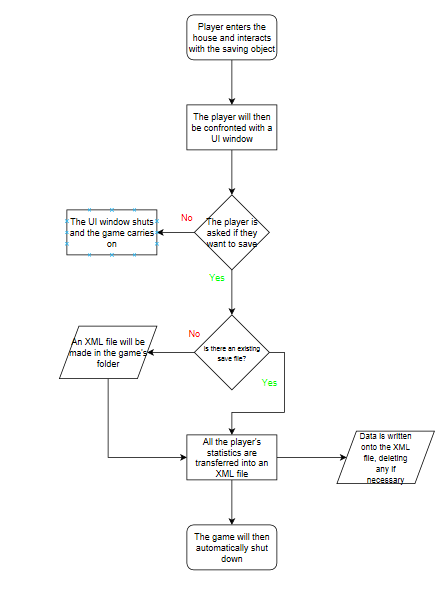 Player enters the
house and interacts
with the saving object
The player will then
be confronted with a
UI window
No
The UI window shuts
and the game carries
on
The player is
asked if they
want to save
Yes
No
An XML file will be
made in the game's
folder
is there an existing
save file?
Yes
All the player's
statistics are
transferred into an
XML file
Data is written
onto the XML
file, deleting
any if
necessary
The game will then
automatically shut
down